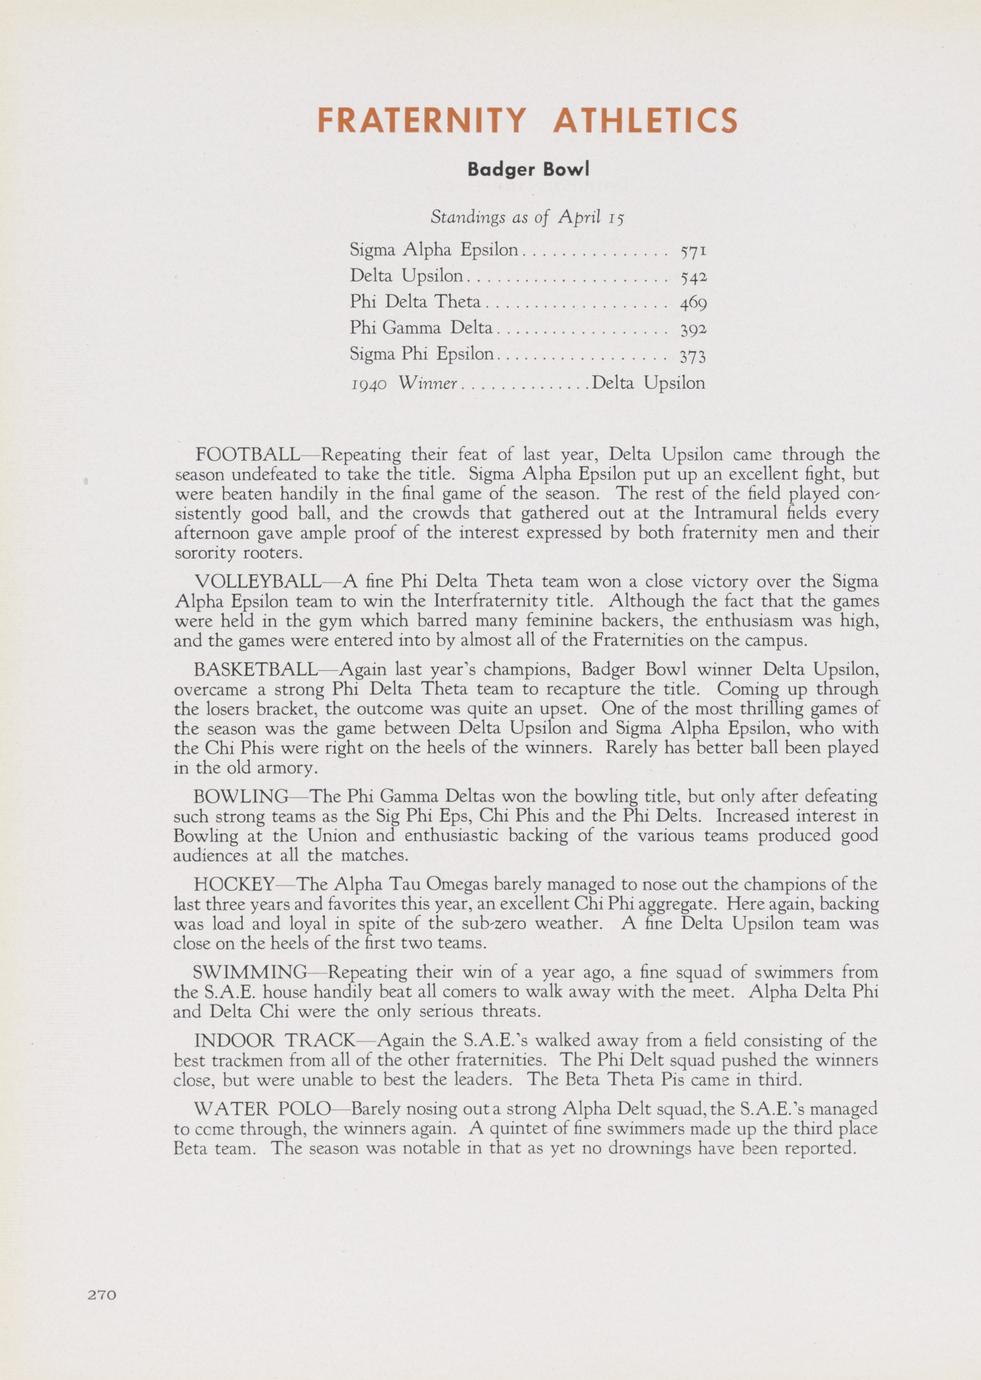 FRATERNITY ATHLETICS
Badger Bowl
Standings as of April 15
Sigma Alpha Epsilon . . . . . . . . . . . . . . . 571
Delta Upsilon . . . . . . . . . . . . . . . . . . . . 542
Phi Delta Theta . . . . . . . . . . . . . . . . . . . 469
Phi Gamma Delta . . . . . . . . . . . . . . . . . . 392
Sigma Phi Epsilon . . . . . . . . . . . . . . . . . . 373
1940 Winner . . . . . . . . . . . . . . Delta Upsilon
FOOTBALL—Repeating their feat of last year, Delta Upsilon came through the
season undefeated to take the title. Sigma Alpha Epsilon put up an excellent fight, but
were beaten handily in the final game of the season. The rest of the field played con-
sistently good ball, and the crowds that gathered out at the Intramural fields every
afternoon gave ample proof of the interest expressed by both fraternity men and their
sorority rooters.
VOLLEYBALL—A fine Phi Delta Theta team won a close victory over the Sigma
Alpha Epsilon team to win the Interfraternity title. Although the fact that the games
were held in the gym which barred many feminine backers, the enthusiasm was high,
and the games were entered into by almost all of the Fraternities on the campus.
BASKETBALL—Again last year's champions, Badger Bowl winner Delta Upsilon,
overcame a strong Phi Delta Theta team to recapture the title. Coming up through
the losers bracket, the outcome was quite an upset. One of the most thrilling games of
the season was the game between Delta Upsilon and Sigma Alpha Epsilon, who with
the Chi Phis were right on the heels of the winners. Rarely has better ball been played
in the old armory.
BOWLING—The Phi Gamma Deltas won the bowling title, but only after defeating
such strong teams as the Sig Phi Eps, Chi Phis and the Phi Delts. Increased interest in
Bowling at the Union and enthusiastic backing of the various teams produced good
audiences at all the matches.
HOCKEY—The Alpha Tau Omegas barely managed to nose out the champions of the
last three years and favorites this year, an excellent Chi Phi aggregate. Here again, backing
was load and loyal in spite of the sub-zero weather. A fine Delta Upsilon team was
close on the heels of the first two teams.
SWIMMING—Repeating their win of a year ago, a fine squad of swimmers from
the S.A.E. house handily beat all comers to walk away with the meet. Alpha Delta Phi
and Delta Chi were the only serious threats.
INDOOR TRACK—Again the S.A.E.'s walked away from a field consisting of the
best trackmen from all of the other fraternities. The Phi Delt squad pushed the winners
close, but were unable to best the leaders. The Beta Theta Pis came in third.
WATER POLO—Barely nosing out a strong Alpha Delt squad, the S.A.E.'s managed
to come through, the winners again. A quintet of fine swimmers made up the third place
Beta team. The season was notable in that as yet no drownings have been reported.
270